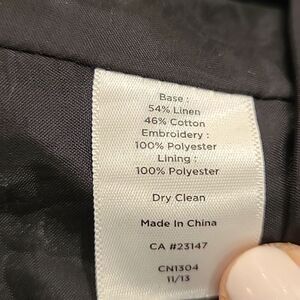 Base :
54% Linen
46% Cotton
Embroidery :
100% Polyester
Lining :
100% Polyester
Dry Clean
Made In China
CA #23147
CN1304
11/13